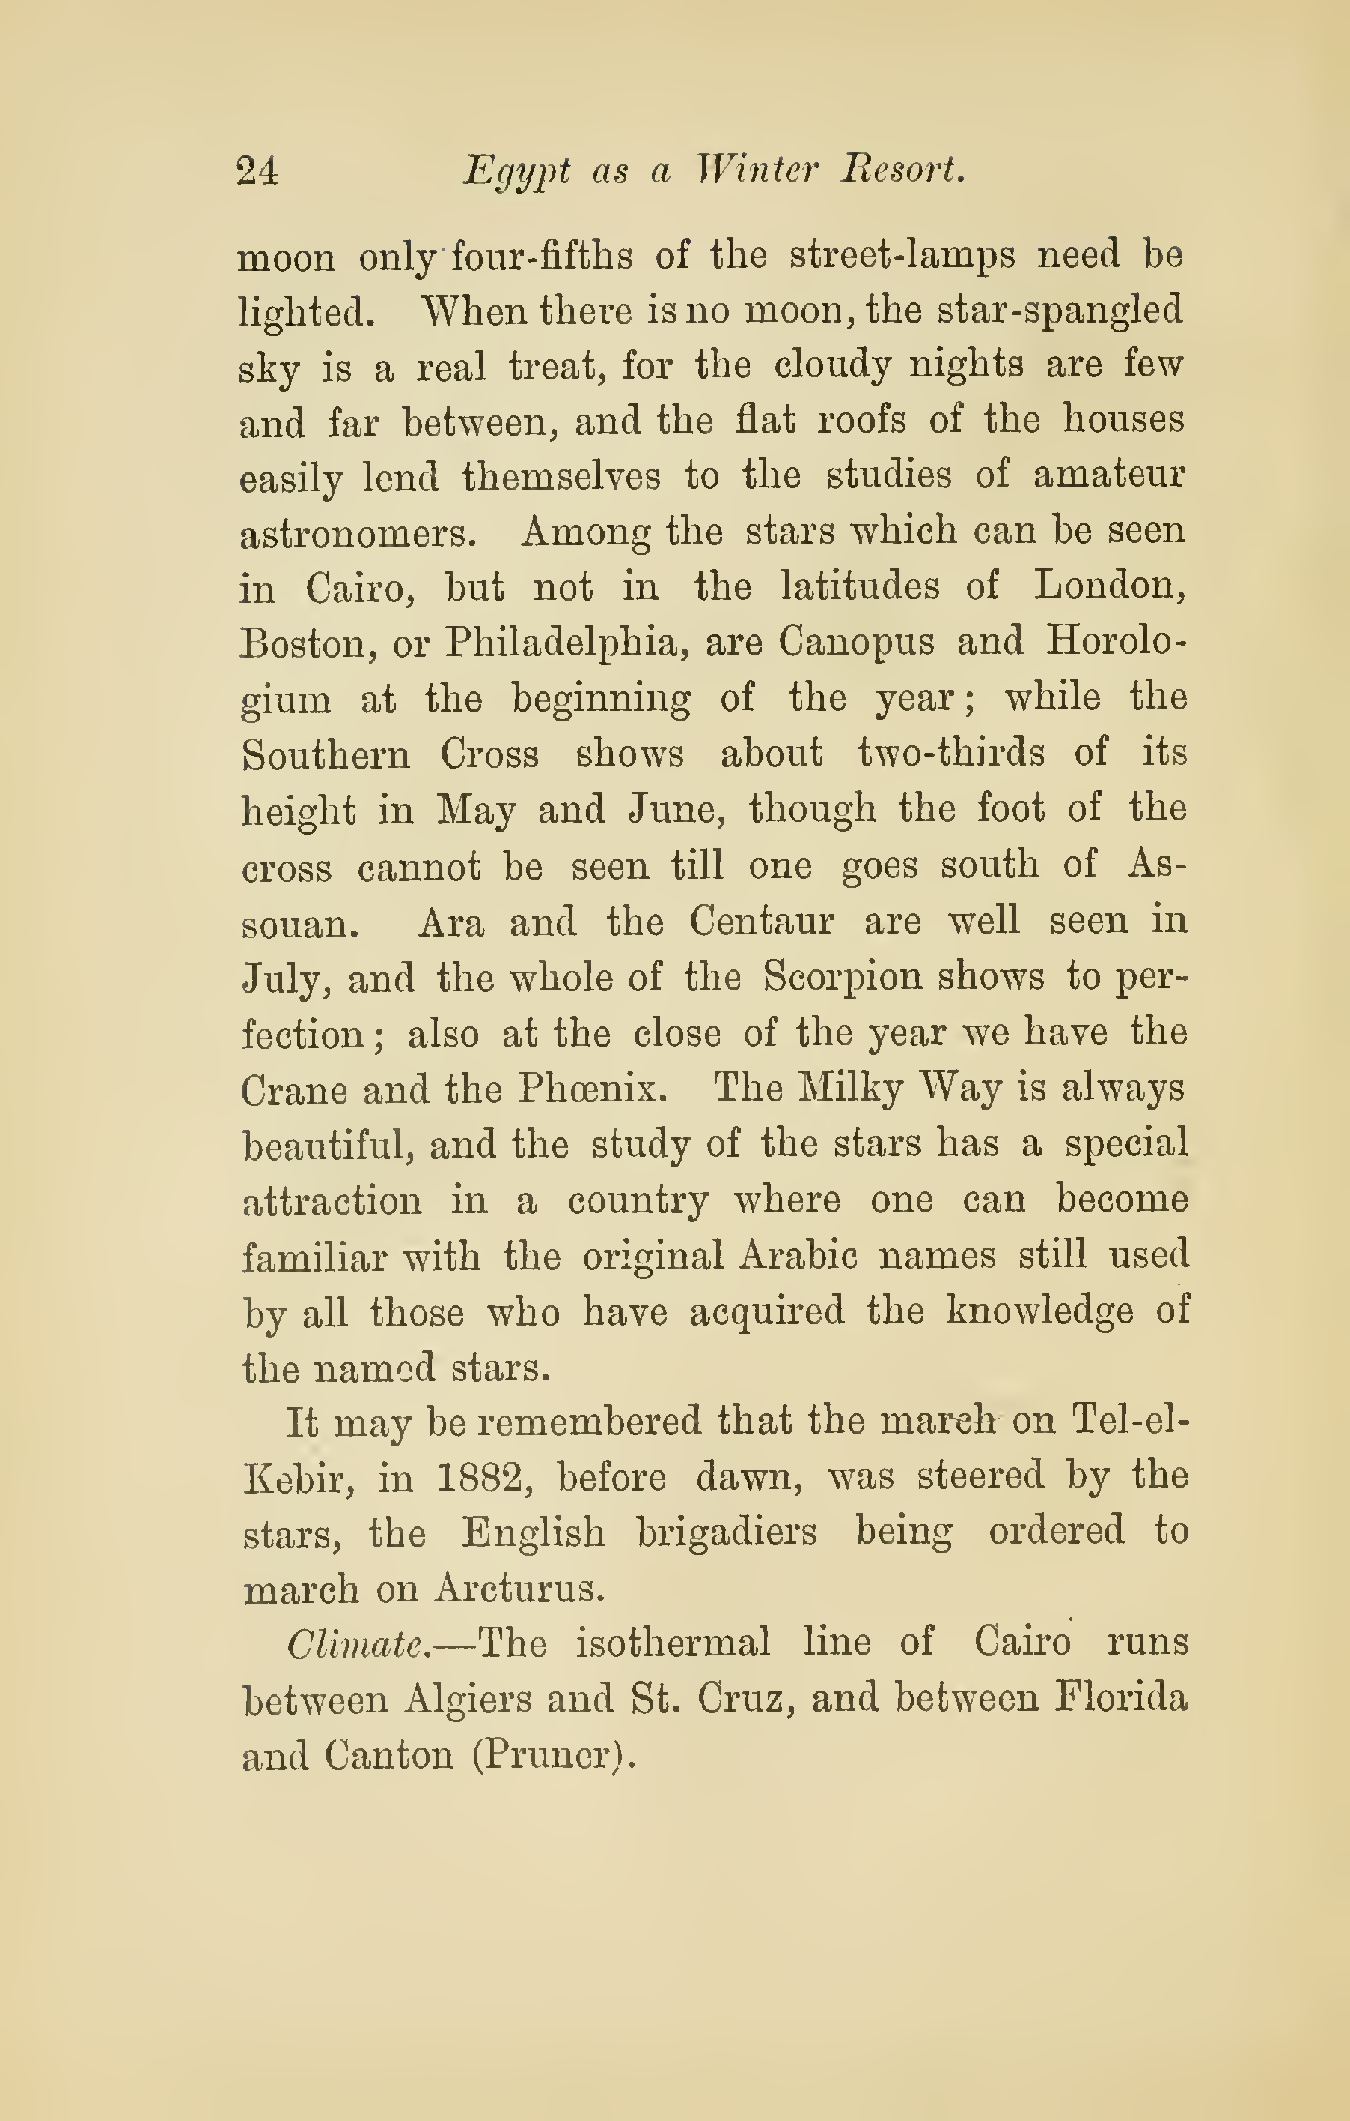 24 Egypt as a Winter Resort.
moon only four-fifths of the street-lamps need be
lighted. When there is no moon, the star-spangled
sky is a real treat, for the cloudy nights are few
and far between, and the flat roofs of the houses
easily lend themselves to the studies of amateur
astronomers. Among the stars which can be seen
in Cairo, but not in the latitudes of London,
Boston, or Philadelphia, are Canopus and Horolo-
gium at the beginning of the year; while the
Southern Cross shows about two-thirds of its
height in May and June, though the foot of the
cross cannot be seen till one goes south of As-
souan. Ara and the Centaur are well seen in
July, and the whole of the Scorpion shows to per-
fection; also at the close of the year we have the
Crane and the Phœnix. The Milky Way is always
beautiful, and the study of the stars has a special
attraction in a country where one can become
familiar with the original Arabic names still used
by all those who have acquired the knowledge of
the named stars.
It may be remembered that the march on Tel-el-
Kebir, in 1882, before dawn, was steered by the
stars, the English brigadiers being ordered to
march on Arcturus.
Climate.—The isothermal line of Cairo runs
between Algiers and St. Cruz, and between Florida
and Canton (Pruner).